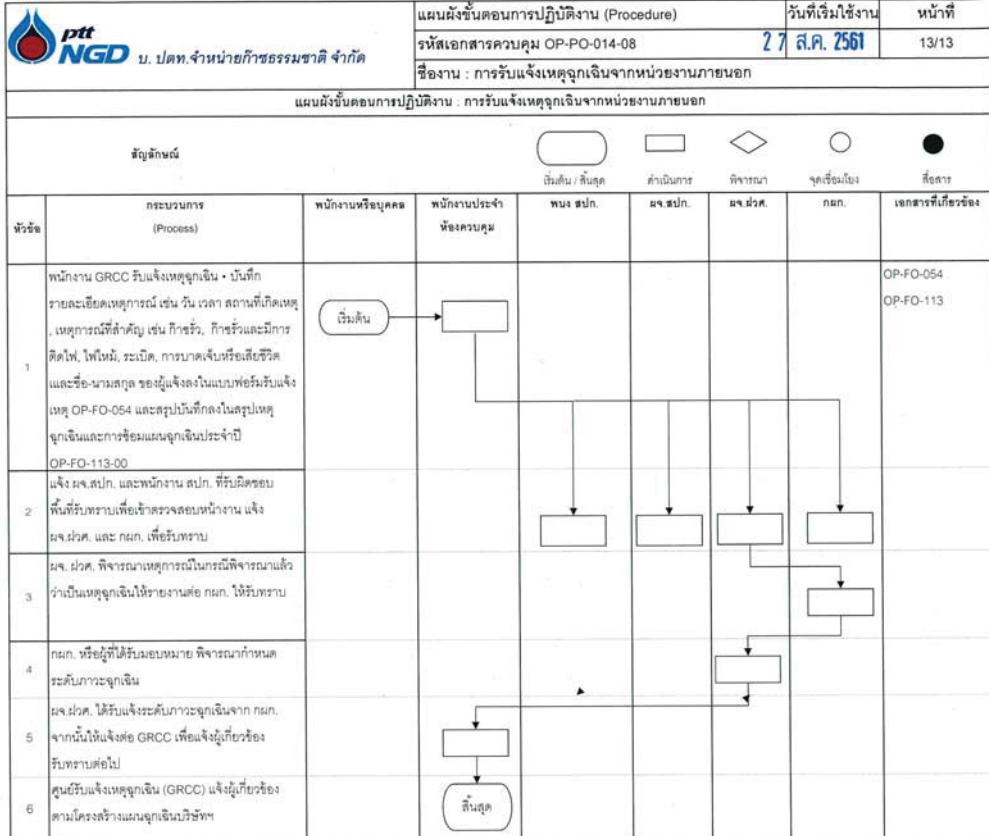 แผนผังขั้นตอนการปฏิบัติงาน (Procedure)
วันที่เริ่มใช้งาน
หน้าที่
ptt
NGD บ. ปตท.จำหน่ายก๊าซธรรมชาติ จำกัด
รหัสเอกสารควบคุม OP-PO-014-08
27 ส.ค. 2561
13/13
ชื่องาน : การรับแจ้งเหตุฉุกเฉินจากหน่วยงานภายนอก
แผนผังขั้นตอนการปฏิบัติงาน : การรับแจ้งเหตุฉุกเฉินจากหน่วยงานภายนอก
สัญลักษณ์
เริ่มต้น / สิ้นสุด
ดำเนินการ
พิจารณา
จุดเชื่อมโยง
สื่อสาร
หัวข้อ
กระบวนการ
(Process)
พนักงานหรือบุคคล
พนักงานประจำ
ห้องควบคุม
พนง สปก.
ผจ.สปก.
ผจ.ฝวศ.
กผก.
เอกสารที่เกี่ยวข้อง
1
พนักงาน GRCC รับแจ้งเหตุฉุกเฉิน - บันทึก
รายละเอียดเหตุการณ์ เช่น วัน เวลา สถานที่เกิดเหตุ
, เหตุการณ์ที่สำคัญ เช่น ก๊าซรั่ว, ก๊าซรั่วและมีการ
ติดไฟ, ไฟไหม้, ระเบิด, การบาดเจ็บหรือเสียชีวิต
และชื่อ-นามสกุล ของผู้แจ้งลงในแบบฟอร์มรับแจ้ง
เหตุ OP-FO-054 และสรุปบันทึกลงในสรุปเหตุ
ฉุกเฉินและการซ้อมแผนฉุกเฉินประจำปี
OP-FO-113-00
เริ่มต้น
OP-FO-054
OP-FO-113
2
แจ้ง ผจ.สปก. และพนักงาน สปก. ที่รับผิดชอบ
พื้นที่รับทราบเพื่อเข้าตรวจสอบหน้างาน แจ้ง
ผจ.ฝวศ. และ กผก. เพื่อรับทราบ
3
ผจ. ฝวศ. พิจารณาเหตุการณ์ในกรณีพิจารณาแล้ว
ว่าเป็นเหตุฉุกเฉินให้รายงานต่อ กผก. ให้รับทราบ
4
กผก. หรือผู้ที่ได้รับมอบหมาย พิจารณากำหนด
ระดับภาวะฉุกเฉิน
5
ผจ.ฝวศ. ได้รับแจ้งระดับภาวะฉุกเฉินจาก กผก.
จากนั้นให้แจ้งต่อ GRCC เพื่อแจ้งผู้เกี่ยวข้อง
รับทราบต่อไป
6
ศูนย์รับแจ้งเหตุฉุกเฉิน (GRCC) แจ้งผู้เกี่ยวข้อง
ตามโครงสร้างแผนฉุกเฉินบริษัทฯ
สิ้นสุด